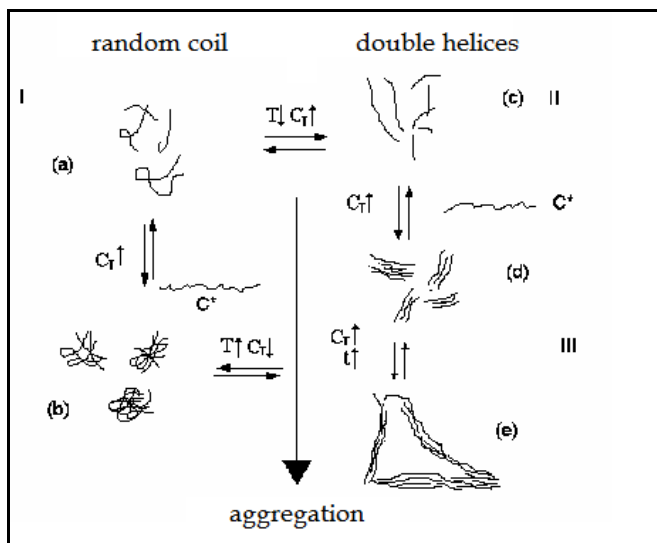 random coil
double helices
I
(c) II
T↓ C_T↑
(a)
C_T↑
C*
C_T↑
(d)
C*
C_T↑
t↑
III
T↑ C_T↓
(b)
(e)
aggregation